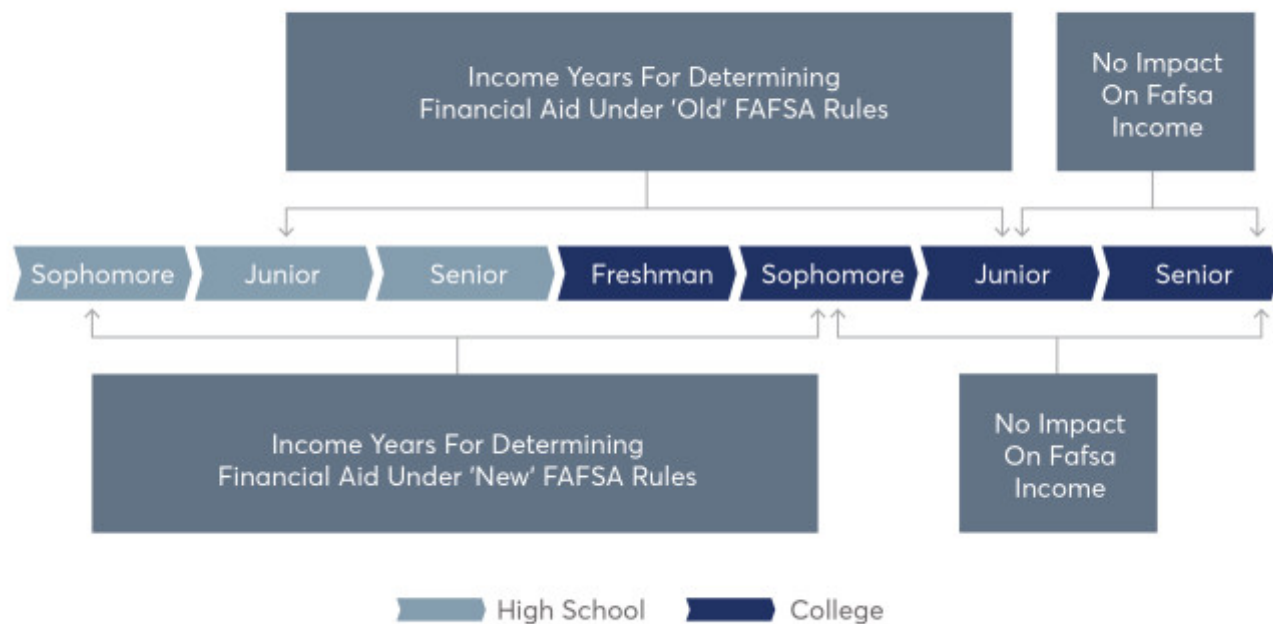 Income Years For Determining
Financial Aid Under 'Old' FAFSA Rules
No Impact
On Fafsa
Income
Sophomore
Junior
Senior
Freshman
Sophomore
Junior
Senior
Income Years For Determining
Financial Aid Under 'New' FAFSA Rules
No Impact
On Fafsa
Income
High School
College